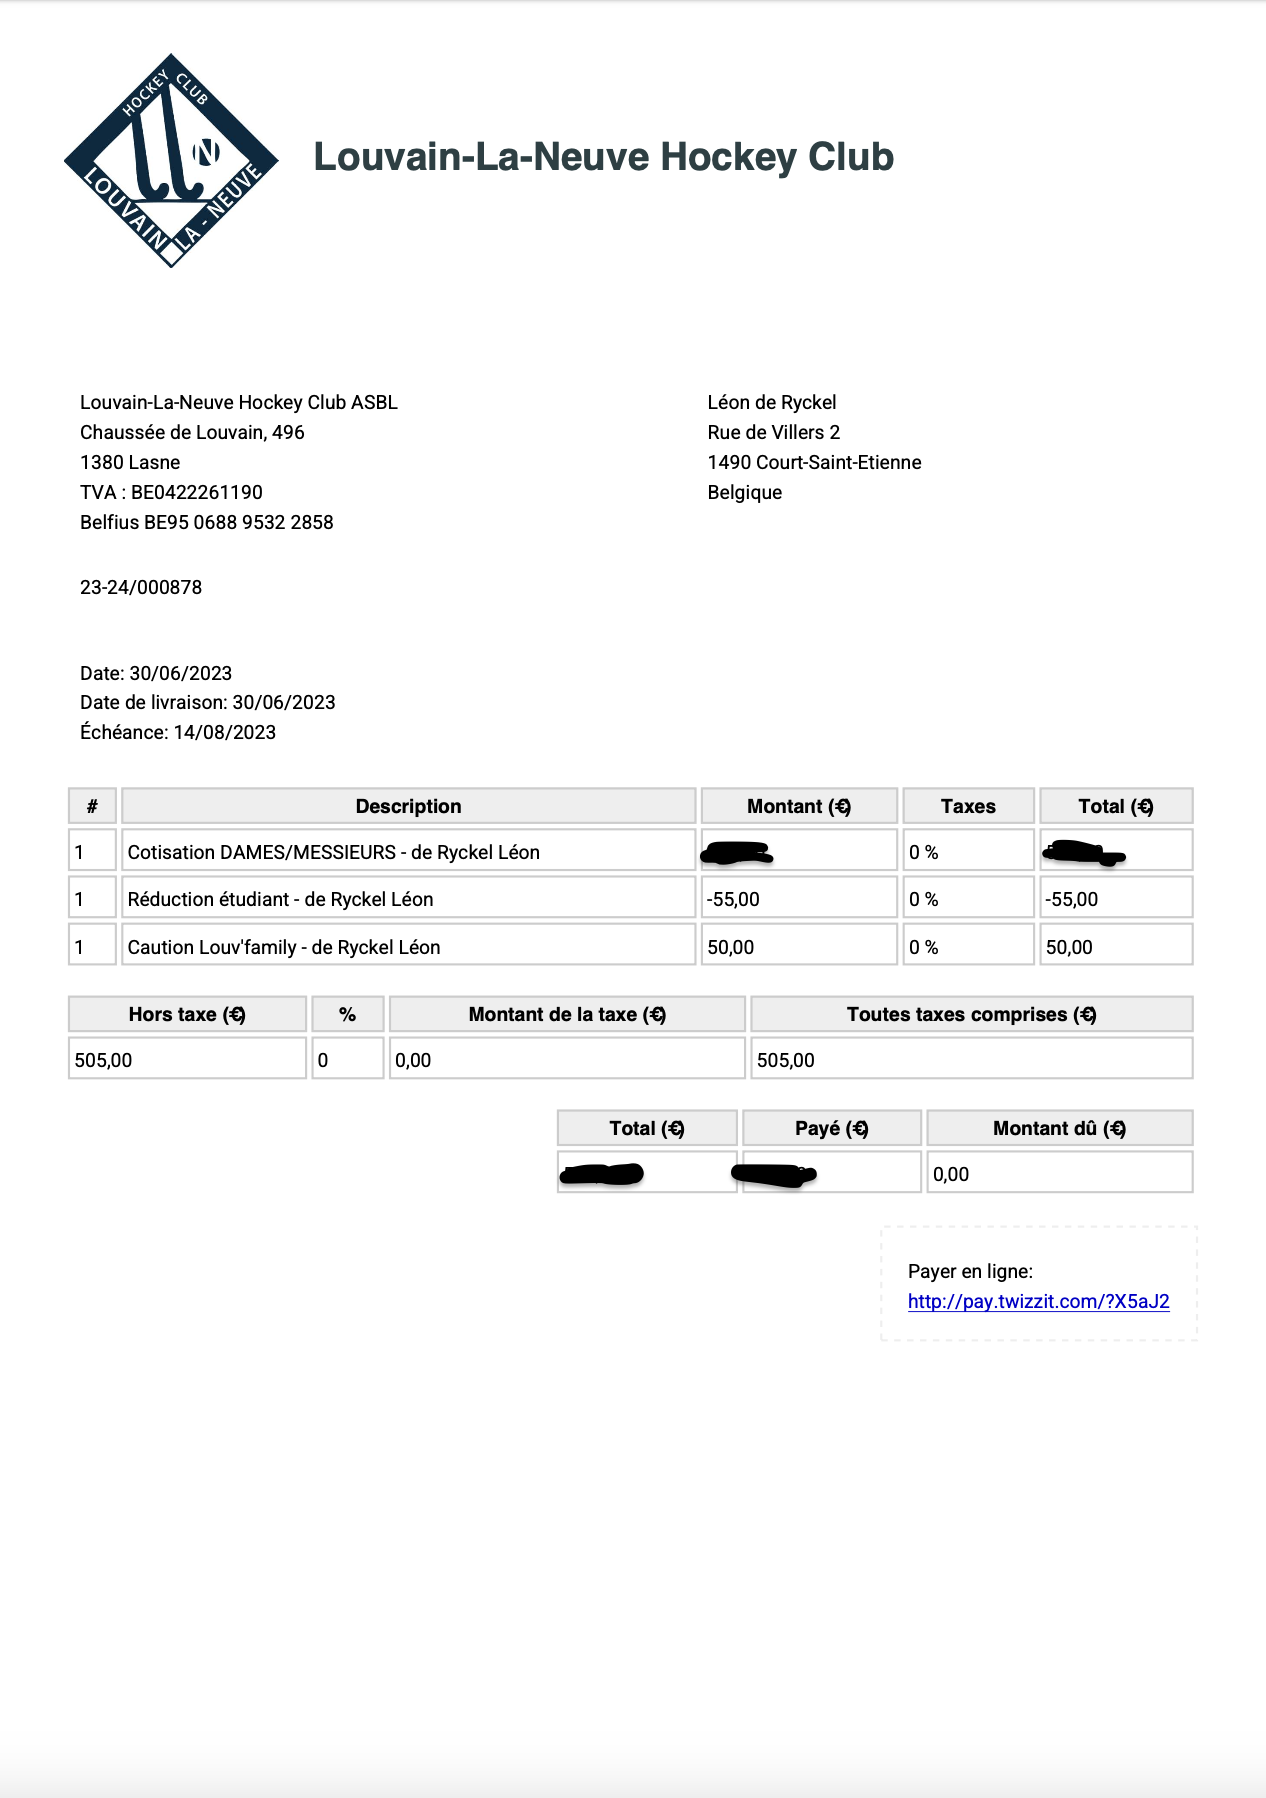 HOCKEY CLUB
N
LOUVAIN LA - NEUVE
Louvain-La-Neuve Hockey Club
Louvain-La-Neuve Hockey Club ASBL
Chaussée de Louvain, 496
1380 Lasne
TVA : BE0422261190
Belfius BE95 0688 9532 2858
Léon de Ryckel
Rue de Villers 2
1490 Court-Saint-Etienne
Belgique
23-24/000878
Date: 30/06/2023
Date de livraison: 30/06/2023
Échéance: 14/08/2023
# Description Montant (€) Taxes Total (€)
1 Cotisation DAMES/MESSIEURS - de Ryckel Léon 0 %
1 Réduction étudiant - de Ryckel Léon -55,00 0 % -55,00
1 Caution Louv'family - de Ryckel Léon 50,00 0 % 50,00
Hors taxe (€) % Montant de la taxe (€) Toutes taxes comprises (€)
505,00 0 0,00 505,00
Total (€) Payé (€) Montant dû (€)
0,00
Payer en ligne:
http://pay.twizzit.com/?X5aJ2